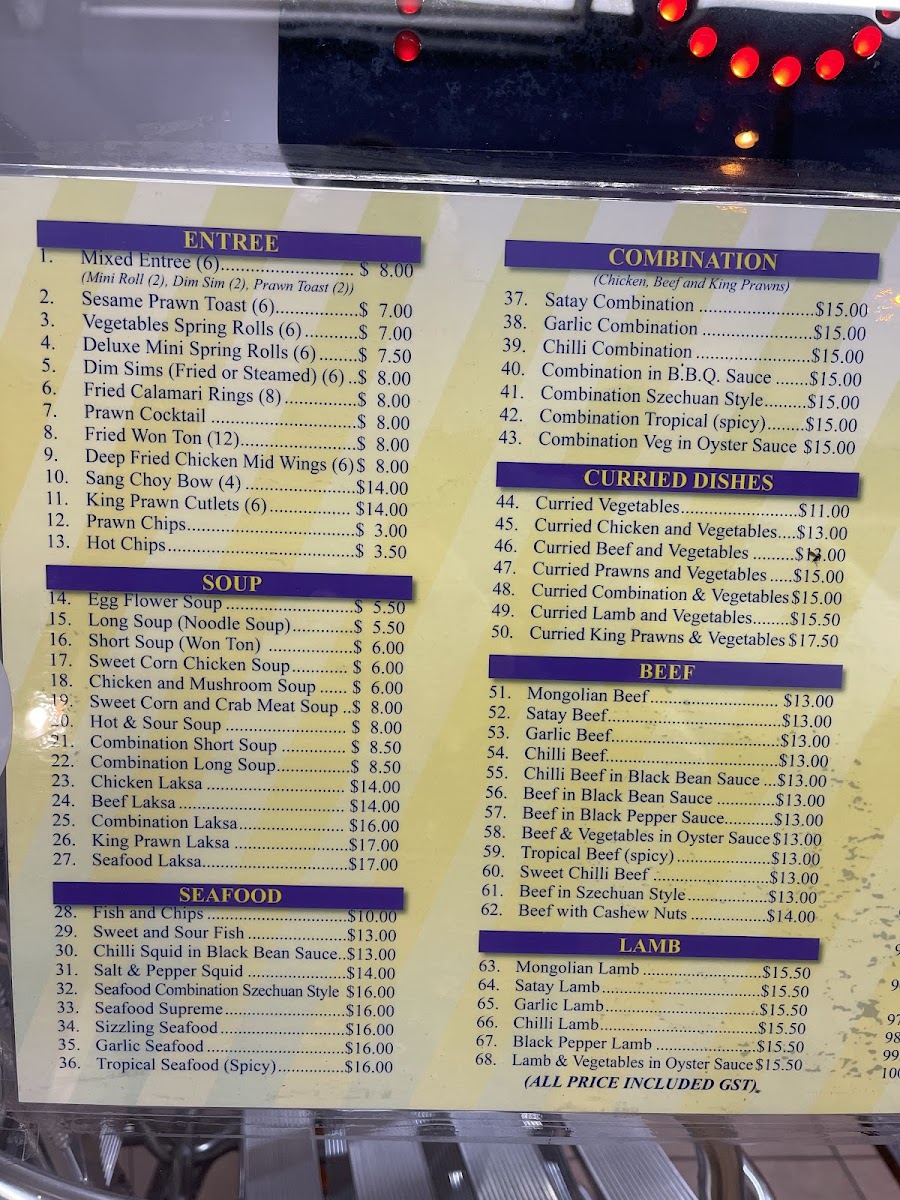 ENTREE
1. Mixed Entree (6)........................... $ 8.00
(Mini Roll (2), Dim Sim (2), Prawn Toast (2))
2. Sesame Prawn Toast (6).................$ 7.00
3. Vegetables Spring Rolls (6)...........$ 7.00
4. Deluxe Mini Spring Rolls (6).......$ 7.50
5. Dim Sims (Fried or Steamed) (6)..$ 8.00
6. Fried Calamari Rings (8)..............$ 8.00
7. Prawn Cocktail ..................................$ 8.00
8. Fried Won Ton (12).......................$ 8.00
9. Deep Fried Chicken Mid Wings (6)$ 8.00
10. Sang Choy Bow (4)......................$14.00
11. King Prawn Cutlets (6)................ $14.00
12. Prawn Chips..................................$ 3.00
13. Hot Chips......................................$ 3.50
SOUP
14. Egg Flower Soup..........................$ 5.50
15. Long Soup (Noodle Soup)............$ 5.50
16. Short Soup (Won Ton) .................$ 6.00
17. Sweet Corn Chicken Soup............$ 6.00
18. Chicken and Mushroom Soup...... $ 6.00
19. Sweet Corn and Crab Meat Soup ..$ 8.00
20. Hot & Sour Soup ........................ $ 8.00
21. Combination Short Soup ............. $ 8.50
22. Combination Long Soup...............$ 8.50
23. Chicken Laksa ........................... $14.00
24. Beef Laksa..................................$14.00
25. Combination Laksa..................... $16.00
26. King Prawn Laksa ...................... $17.00
27. Seafood Laksa.............................$17.00
SEAFOOD
28. Fish and Chips ............................$10.00
29. Sweet and Sour Fish ....................$13.00
30. Chilli Squid in Black Bean Sauce..$13.00
31. Salt & Pepper Squid ....................$14.00
32. Seafood Combination Szechuan Style $16.00
33. Seafood Supreme.........................$16.00
34. Sizzling Seafood.........................$16.00
35. Garlic Seafood ............................$16.00
36. Tropical Seafood (Spicy)..............$16.00
COMBINATION
(Chicken, Beef and King Prawns)
37. Satay Combination .......................$15.00
38. Garlic Combination ......................$15.00
39. Chilli Combination .......................$15.00
40. Combination in B.B.Q. Sauce .......$15.00
41. Combination Szechuan Style.........$15.00
42. Combination Tropical (spicy)........$15.00
43. Combination Veg in Oyster Sauce $15.00
CURRIED DISHES
44. Curried Vegetables........................$11.00
45. Curried Chicken and Vegetables....$13.00
46. Curried Beef and Vegetables .........$13.00
47. Curried Prawns and Vegetables .....$15.00
48. Curried Combination & Vegetables $15.00
49. Curried Lamb and Vegetables........$15.50
50. Curried King Prawns & Vegetables $17.50
BEEF
51. Mongolian Beef.......................... $13.00
52. Satay Beef...................................$13.00
53. Garlic Beef..................................$13.00
54. Chilli Beef...................................$13.00
55. Chilli Beef in Black Bean Sauce ...$13.00
56. Beef in Black Bean Sauce ............$13.00
57. Beef in Black Pepper Sauce..........$13.00
58. Beef & Vegetables in Oyster Sauce $13.00
59. Tropical Beef (spicy)...................$13.00
60. Sweet Chilli Beef ........................$13.00
61. Beef in Szechuan Style.................$13.00
62. Beef with Cashew Nuts ...............$14.00
LAMB
63. Mongolian Lamb ........................$15.50
64. Satay Lamb.................................$15.50
65. Garlic Lamb................................$15.50
66. Chilli Lamb.................................$15.50
67. Black Pepper Lamb .....................$15.50
68. Lamb & Vegetables in Oyster Sauce $15.50
(ALL PRICE INCLUDED GST)
97
98
99
100